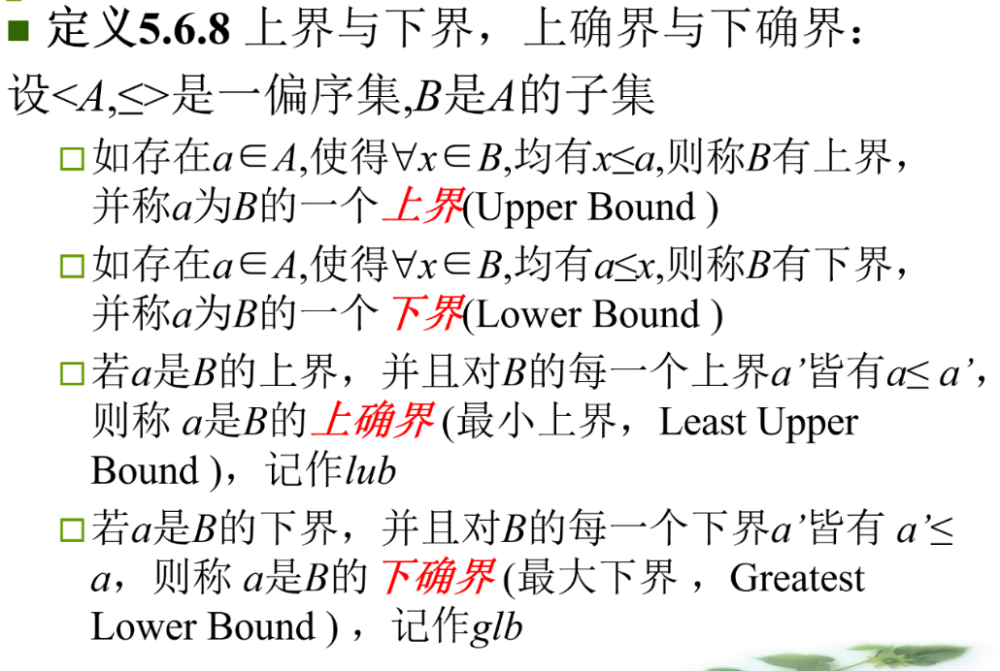 定义5.6.8 上界与下界，上确界与下确界：
设<A,≤>是一偏序集,B是A的子集
如存在a∈A,使得∀x∈B,均有x≤a,则称B有上界，
并称a为B的一个上界(Upper Bound )
如存在a∈A,使得∀x∈B,均有a≤x,则称B有下界，
并称a为B的一个 下界(Lower Bound )
若a是B的上界，并且对B的每一个上界a’皆有a≤ a’，
则称 a是B的上确界 (最小上界，Least Upper
Bound )，记作lub
若a是B的下界，并且对B的每一个下界a’皆有 a’≤
a，则称 a是B的 下确界 (最大下界 ，Greatest
Lower Bound ) ，记作glb